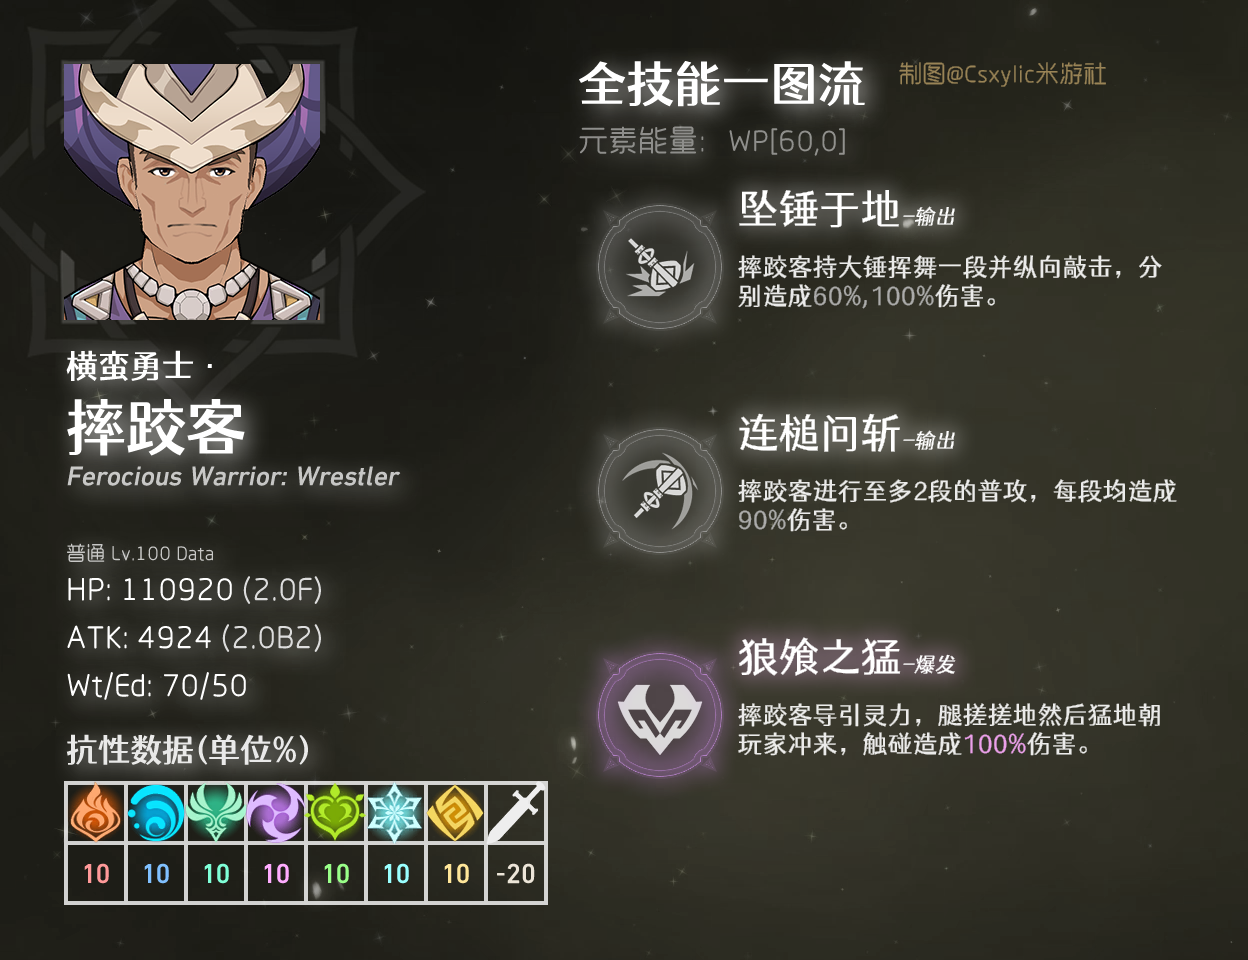 全技能一图流
制图@Csxylic米游社
元素能量： WP[60,0]
坠锤于地-输出
摔跤客持大锤挥舞一段并纵向敲击，分
别造成60%,100%伤害。
横蛮勇士·
摔跤客
Ferocious Warrior: Wrestler
连槌问斩-输出
摔跤客进行至多2段的普攻，每段均造成
90%伤害。
普通 Lv.100 Data
HP: 110920 (2.0F)
ATK: 4924 (2.0B2)
Wt/Ed: 70/50
狼飧之猛-爆发
摔跤客导引灵力，腿搓搓地然后猛地朝
玩家冲来，触碰造成100%伤害。
抗性数据(单位%)
10 10 10 10 10 10 10 -20